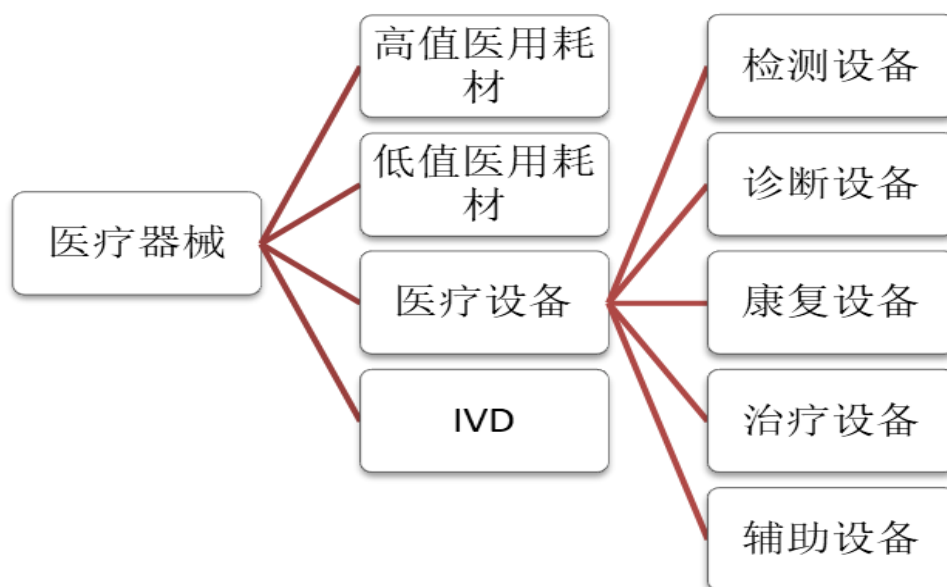 医疗器械
高值医用耗
材
低值医用耗
材
医疗设备
IVD
检测设备
诊断设备
康复设备
治疗设备
辅助设备